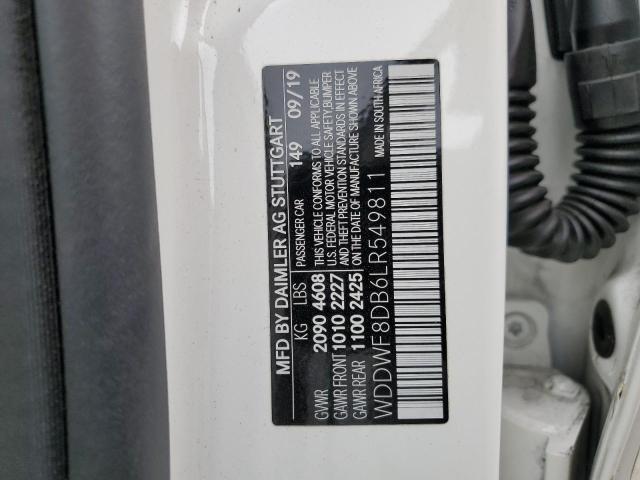 MFD BY DAIMLER AG STUTTGART
KG LBS PASSENGER CAR 149 09/19
GVWR 2090 4608 THIS VEHICLE CONFORMS TO ALL APPLICABLE
U.S. FEDERAL MOTOR VEHICLE SAFETY, BUMPER
GAWR FRONT 1010 2227 AND THEFT PREVENTION STANDARDS IN EFFECT
GAWR REAR 1100 2425 ON THE DATE OF MANUFACTURE SHOWN ABOVE
WDDWF8DB6LR549811
MADE IN SOUTH AFRICA